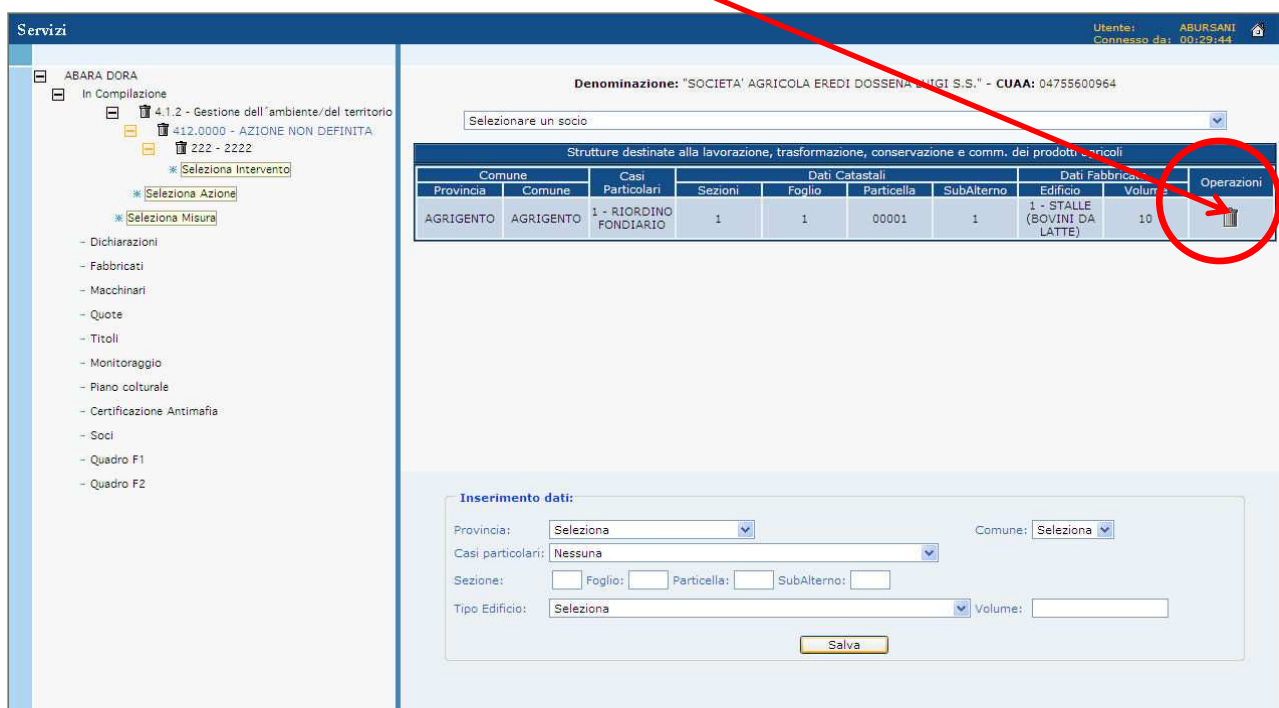 Servizi
Utente: ABURSANI
Connesso da: 00:29:44
ABARA DORA
In Compilazione
4.1.2 - Gestione dell´ambiente/del territorio
412.0000 - AZIONE NON DEFINITA
222 - 2222
Seleziona Intervento
Seleziona Azione
Seleziona Misura
- Dichiarazioni
- Fabbricati
- Macchinari
- Quote
- Titoli
- Monitoraggio
- Piano colturale
- Certificazione Antimafia
- Soci
- Quadro F1
- Quadro F2
Denominazione: "SOCIETA' AGRICOLA EREDI DOSSENA LUIGI S.S." - CUAA: 04755600964
Selezionare un socio
Strutture destinate alla lavorazione, trasformazione, conservazione e comm. dei prodotti agricoli
Comune Casi Particolari Dati Catastali Dati Fabbricato Operazioni
Provincia Comune Sezioni Foglio Particella SubAlterno Edificio Volume
AGRIGENTO AGRIGENTO 1 - RIORDINO FONDIARIO 1 1 00001 1 1 - STALLE (BOVINI DA LATTE) 10
Inserimento dati:
Provincia: Seleziona Comune: Seleziona
Casi particolari: Nessuna
Sezione: Foglio: Particella: SubAlterno:
Tipo Edificio: Seleziona Volume:
Salva